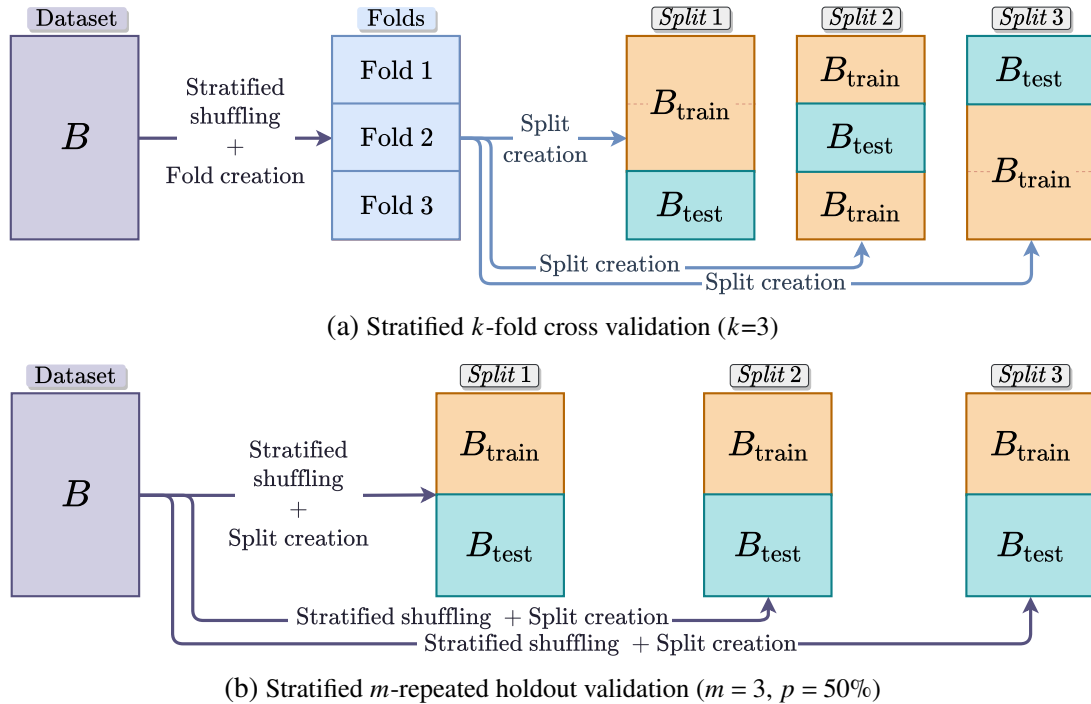 Dataset
Folds
Split 1
Split 2
Split 3
B
Stratified
shuffling
+
Fold creation
Fold 1
Fold 2
Fold 3
Split
creation
B_train
B_test
B_train
B_test
B_train
B_test
B_train
Split creation
Split creation
(a) Stratified k-fold cross validation (k=3)
Dataset
Split 1
Split 2
Split 3
B
Stratified
shuffling
+
Split creation
B_train
B_test
B_train
B_test
B_train
B_test
Stratified shuffling + Split creation
Stratified shuffling + Split creation
(b) Stratified m-repeated holdout validation (m = 3, p = 50%)